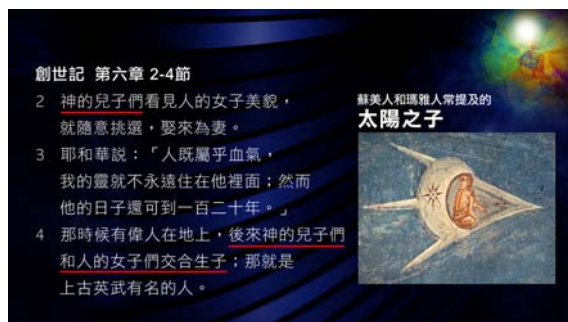 創世記 第六章 2-4節
2 神的兒子們看見人的女子美貌，
就隨意挑選，娶來為妻。
3 耶和華説：「人既屬乎血氣，
我的靈就不永遠住在他裡面；然而
他的日子還可到一百二十年。」
4 那時候有偉人在地上，後來神的兒子們
和人的女子們交合生子；那就是
上古英武有名的人。
蘇美人和瑪雅人常提及的
太陽之子